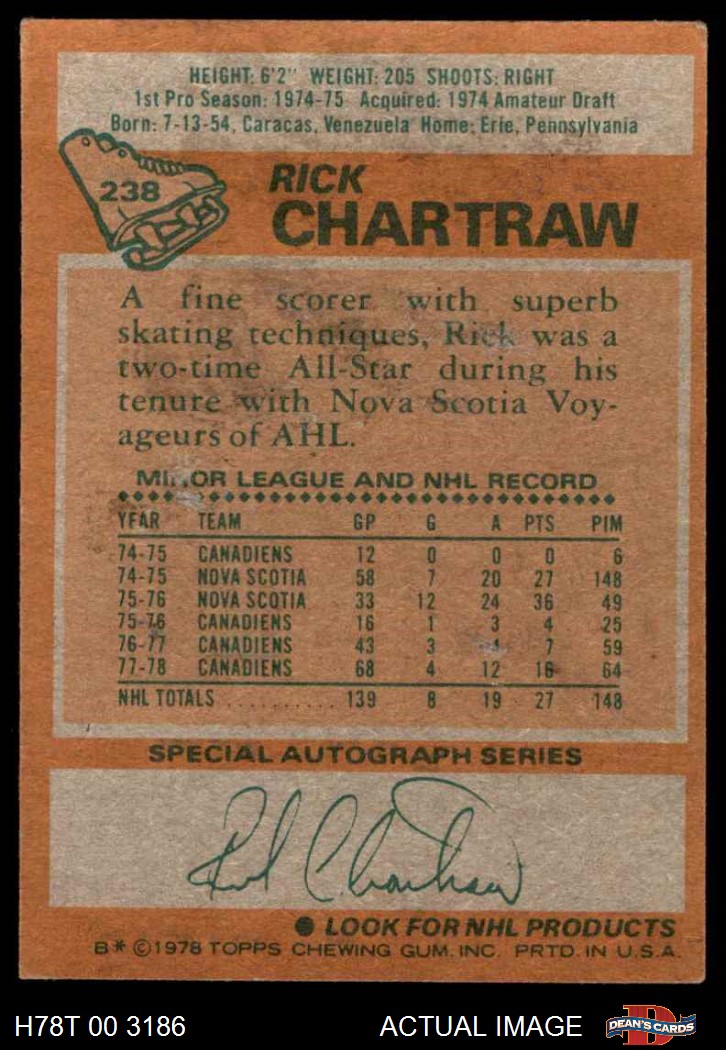 HEIGHT: 6'2" WEIGHT: 205 SHOOTS: RIGHT
1st Pro Season: 1974-75 Acquired: 1974 Amateur Draft
Born: 7-13-54, Caracas, Venezuela Home: Erie, Pennsylvania
238
RICK
CHARTRAW
A fine scorer with superb
skating techniques, Rick was a
two-time All-Star during his
tenure with Nova Scotia Voy-
ageurs of AHL.
MINOR LEAGUE AND NHL RECORD
YEAR TEAM GP G A PTS PIM
74-75 CANADIENS 12 0 0 0 6
74-75 NOVA SCOTIA 58 7 20 27 148
75-76 NOVA SCOTIA 33 12 24 36 49
75-76 CANADIENS 16 1 3 4 25
76-77 CANADIENS 43 3 4 7 59
77-78 CANADIENS 68 4 12 16 64
NHL TOTALS .......... 139 8 19 27 148
SPECIAL AUTOGRAPH SERIES
Rick Chartraw
● LOOK FOR NHL PRODUCTS
B* ©1978 TOPPS CHEWING GUM, INC. PRTD. IN U.S.A.
H78T 00 3186 ACTUAL IMAGE D DEAN'S CARDS